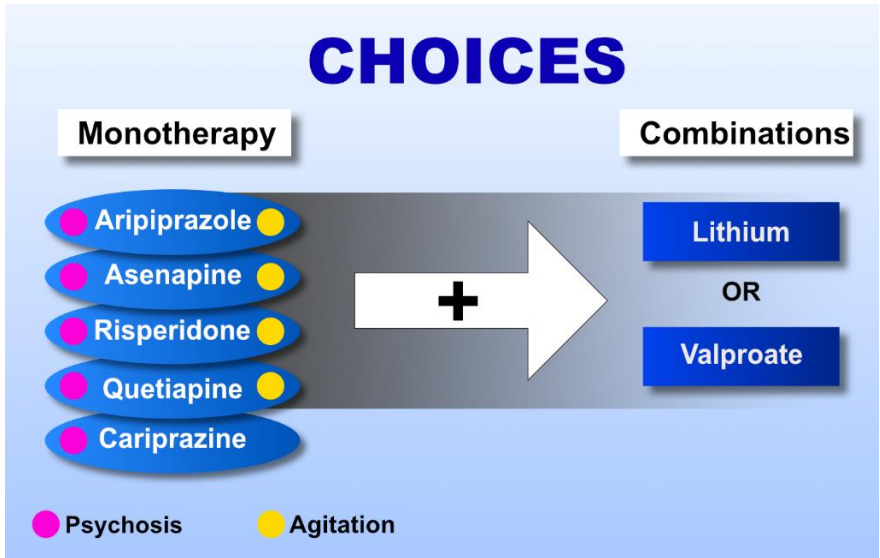 CHOICES
Monotherapy
Combinations
Aripiprazole
Asenapine
Risperidone
Quetiapine
Cariprazine
+
Lithium
OR
Valproate
Psychosis
Agitation